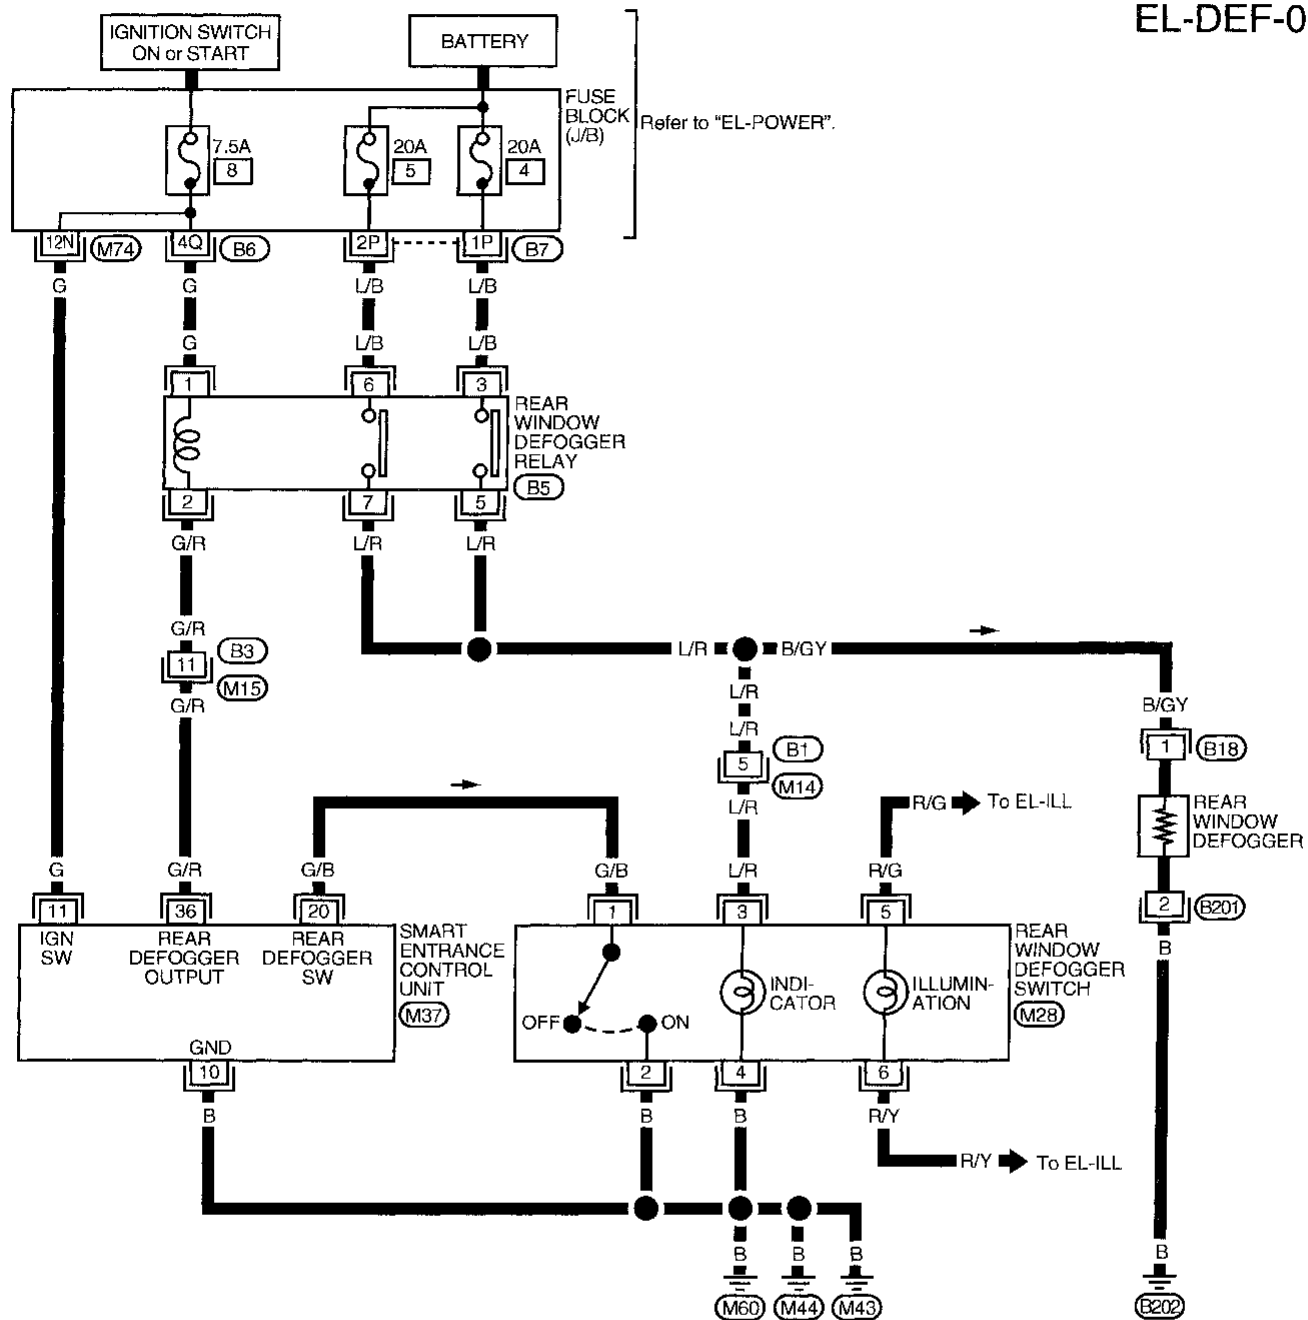 EL-DEF-0
IGNITION SWITCH
ON or START
BATTERY
FUSE
BLOCK
(J/B)
Refer to "EL-POWER".
7.5A
8
20A
5
20A
4
12N
M74
4Q
B6
2P
1P
B7
G
G
L/B
L/B
G
L/B
L/B
1
6
3
REAR
WINDOW
DEFOGGER
RELAY
B5
2
7
5
G/R
L/R
L/R
G/R
11
B3
M15
G/R
L/R
B/GY
L/R
L/R
5
B1
M14
L/R
B/GY
1
B18
REAR
WINDOW
DEFOGGER
2
B201
B
R/G
To EL-ILL
G
G/R
G/B
G/B
L/R
R/G
11
36
20
1
3
5
IGN
SW
REAR
DEFOGGER
OUTPUT
REAR
DEFOGGER
SW
SMART
ENTRANCE
CONTROL
UNIT
M37
GND
10
OFF
ON
INDI-
CATOR
ILLUMIN-
ATION
REAR
WINDOW
DEFOGGER
SWITCH
M28
2
4
6
B
B
B
R/Y
R/Y
To EL-ILL
B
B
B
B
M60
M44
M43
B202